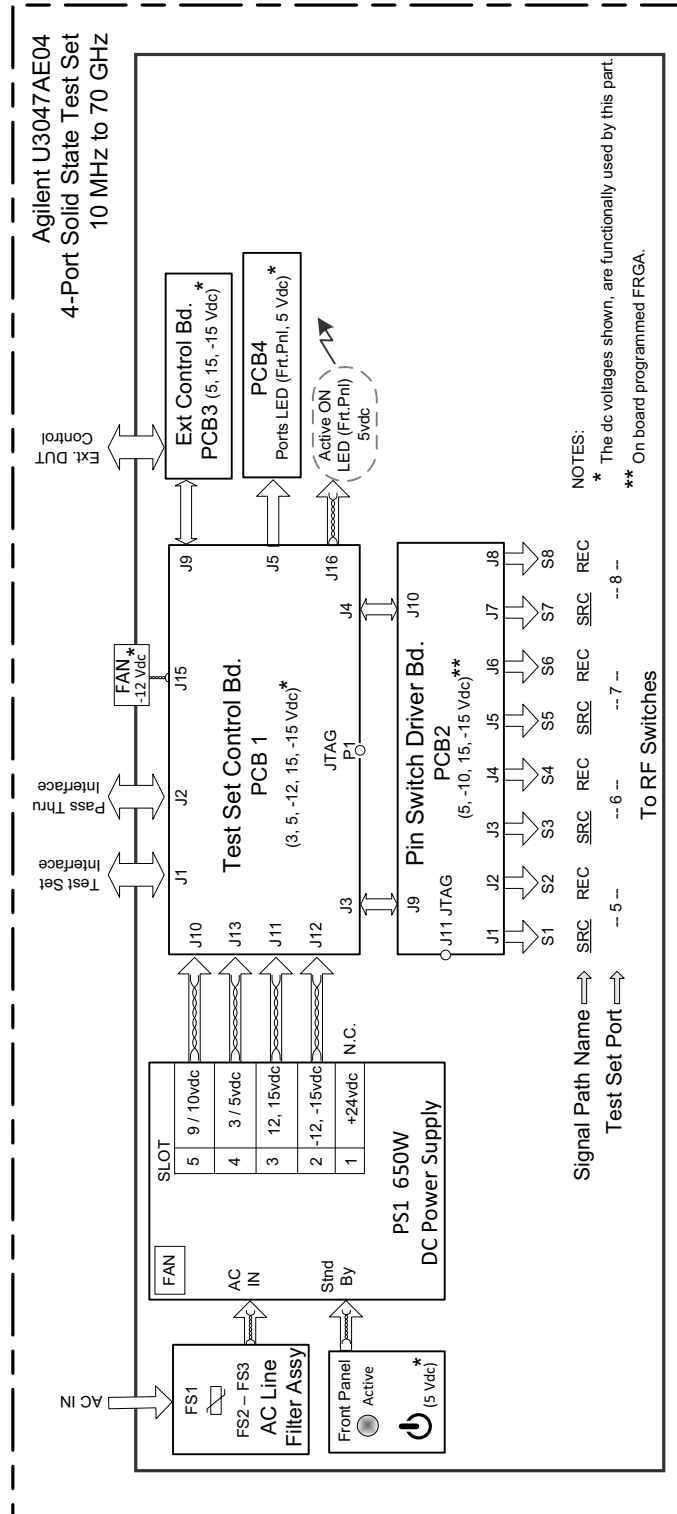 Agilent U3047AE04
4-Port Solid State Test Set
10 MHz to 70 GHz
AC IN
FS1
FS2 – FS3
AC Line
Filter Assy
Front Panel
Active
(5 Vdc)*
FAN
AC
IN
Stnd
By
SLOT
5 9 / 10vdc
4 3 / 5vdc
3 12, 15vdc
2 -12, -15vdc
1 +24vdc N.C.
PS1 650W
DC Power Supply
Test Set
Interface
Pass Thru
Interface
FAN*
-12 Vdc
Ext. DUT
Control
J1
J2
J15
J9
J10
J13
J11
J12
Test Set Control Bd.
PCB 1
(3, 5, -12, 15, -15 Vdc)*
JTAG
P1
J5
J16
J3
J4
Ext Control Bd.
PCB3 (5, 15, -15 Vdc)*
PCB4
Ports LED (Frt.Pnl, 5 Vdc)*
Active ON
LED (Frt.Pnl)
5vdc
J9
J10
J11 JTAG
Pin Switch Driver Bd.
PCB2
(5, -10, 15, -15 Vdc)**
J1 J2 J3 J4 J5 J6 J7 J8
S1 S2 S3 S4 S5 S6 S7 S8
Signal Path Name SRC REC SRC REC SRC REC SRC REC
Test Set Port -- 5 -- -- 6 -- -- 7 -- -- 8 --
To RF Switches
NOTES:
* The dc voltages shown, are functionally used by this part.
** On board programmed FRGA.